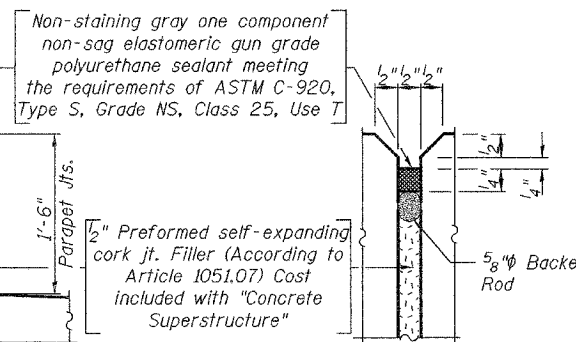 Non-staining gray one component
non-sag elastomeric gun grade
polyurethane sealant meeting
the requirements of ASTM C-920,
Type S, Grade NS, Class 25, Use T
1/2" 1/2" 1/2"
1/2"
1/4"
1/4"
1'-6"
Parapet Jts.
1/2" Preformed self-expanding
cork jt. Filler (According to
Article 1051.07) Cost
included with "Concrete
Superstructure"
5/8"ϕ Backe
Rod